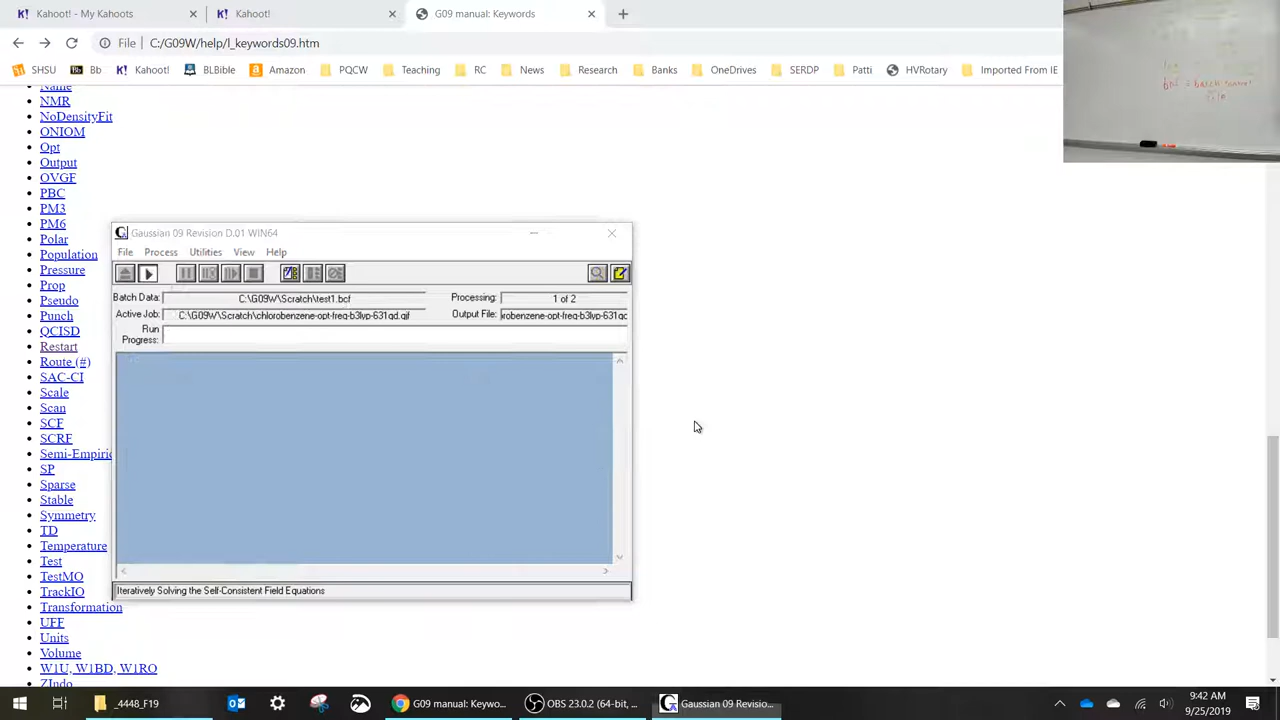 Kahoot! - My Kahoots
Kahoot!
G09 manual: Keywords
File
C:/G09W/help/l_keywords09.htm
SHSU
Bb
Kahoot!
BLBible
Amazon
PQCW
Teaching
RC
News
Research
Banks
OneDrives
SERDP
Patti
HVRotary
Imported From IE
Name
NMR
NoDensityFit
ONIOM
Opt
Output
OVGF
PBC
PM3
PM6
Polar
Population
Pressure
Prop
Pseudo
Punch
QCISD
Restart
Route (#)
SAC-CI
Scale
Scan
SCF
SCRF
Semi-Empiric
SP
Sparse
Stable
Symmetry
TD
Temperature
Test
TestMO
TrackIO
Transformation
UFF
Units
Volume
W1U, W1BD, W1RO
ZIndo
Gaussian 09 Revision D.01 WIN64
File Process Utilities View Help
Batch Data: C:\G09W\Scratch\test1.bcf Processing: 1 of 2
Active Job: C:\G09W\Scratch\chlorobenzene-opt-freq-b3lyp-631gd.gjf Output File: robenzene-opt-freq-b3lyp-631gd
Run
Progress:
Iteratively Solving the Self-Consistent Field Equations
_4448_F19
G09 manual: Keywo...
OBS 23.0.2 (64-bit, ...
Gaussian 09 Revisio...
9:42 AM
9/25/2019